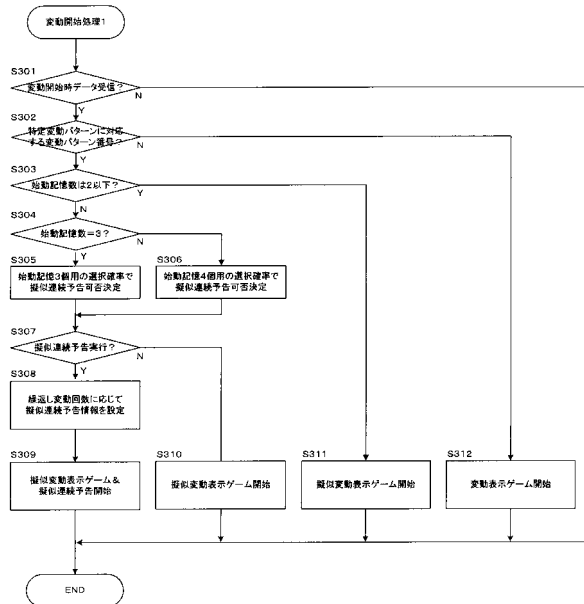 変動開始処理1
S301
変動開始時データ受信？
N
Y
S302
特定変動パターンに対応
する変動パターン番号？
N
Y
S303
始動記憶数は2以下？
Y
N
S304
始動記憶数＝3？
N
Y
S305
始動記憶3個用の選択確率で
擬似連続予告可否決定
S306
始動記憶4個用の選択確率で
擬似連続予告可否決定
S307
擬似連続予告実行？
N
Y
S308
繰返し変動回数に応じて
擬似連続予告情報を設定
S309
擬似変動表示ゲーム＆
擬似連続予告開始
S310
擬似変動表示ゲーム開始
S311
擬似変動表示ゲーム開始
S312
変動表示ゲーム開始
END